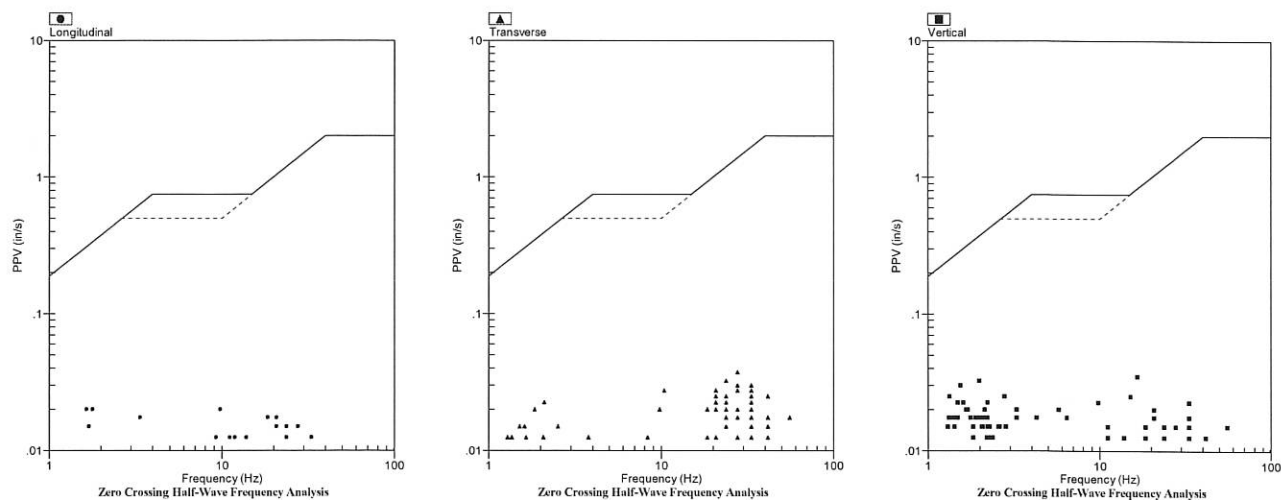 Longitudinal
10
1
.1
.01
PPV (in/s)
1
10
100
Frequency (Hz)
Zero Crossing Half-Wave Frequency Analysis
Transverse
10
1
.1
.01
PPV (in/s)
1
10
100
Frequency (Hz)
Zero Crossing Half-Wave Frequency Analysis
Vertical
10
1
.1
.01
PPV (in/s)
1
10
100
Frequency (Hz)
Zero Crossing Half-Wave Frequency Analysis